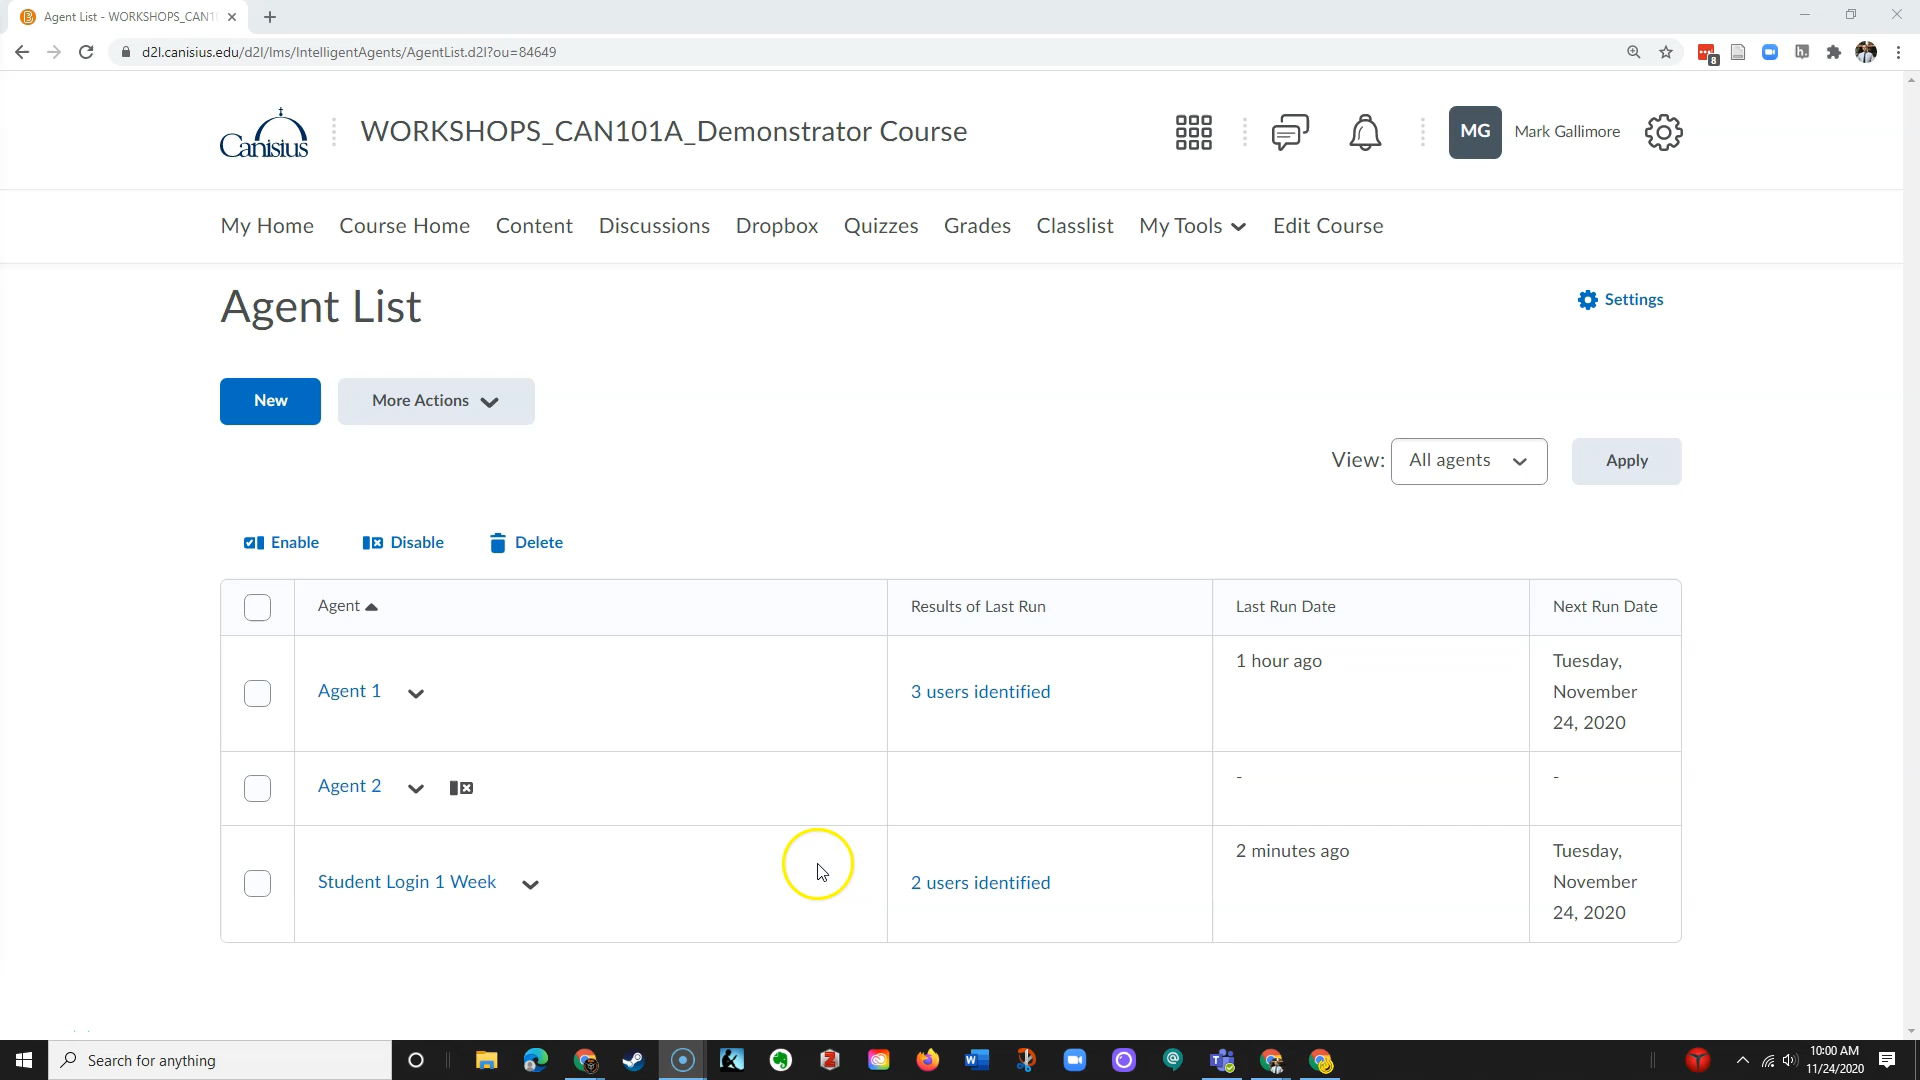 Agent List - WORKSHOPS_CAN1
d2l.canisius.edu/d2l/lms/IntelligentAgents/AgentList.d2l?ou=84649
8
Canisius
WORKSHOPS_CAN101A_Demonstrator Course
MG
Mark Gallimore
My Home
Course Home
Content
Discussions
Dropbox
Quizzes
Grades
Classlist
My Tools
Edit Course
Agent List
Settings
New
More Actions
View:
All agents
Apply
Enable
Disable
Delete
Agent
Results of Last Run
Last Run Date
Next Run Date
Agent 1
3 users identified
1 hour ago
Tuesday,
November
24, 2020
Agent 2
-
-
Student Login 1 Week
2 users identified
2 minutes ago
Tuesday,
November
24, 2020
Search for anything
10:00 AM
11/24/2020